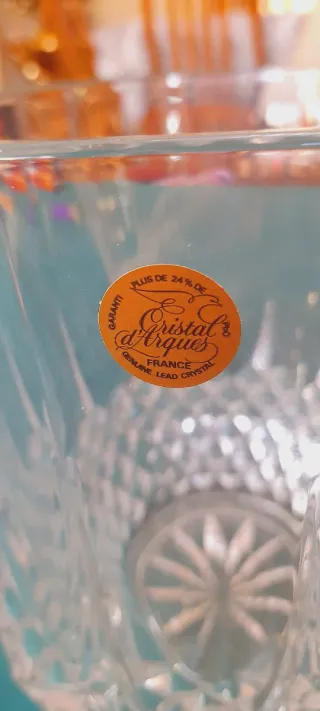 GARANTI PLUS DE 24% DE PbO
Cristal
d'Arques
FRANCE
GENUINE LEAD CRYSTAL